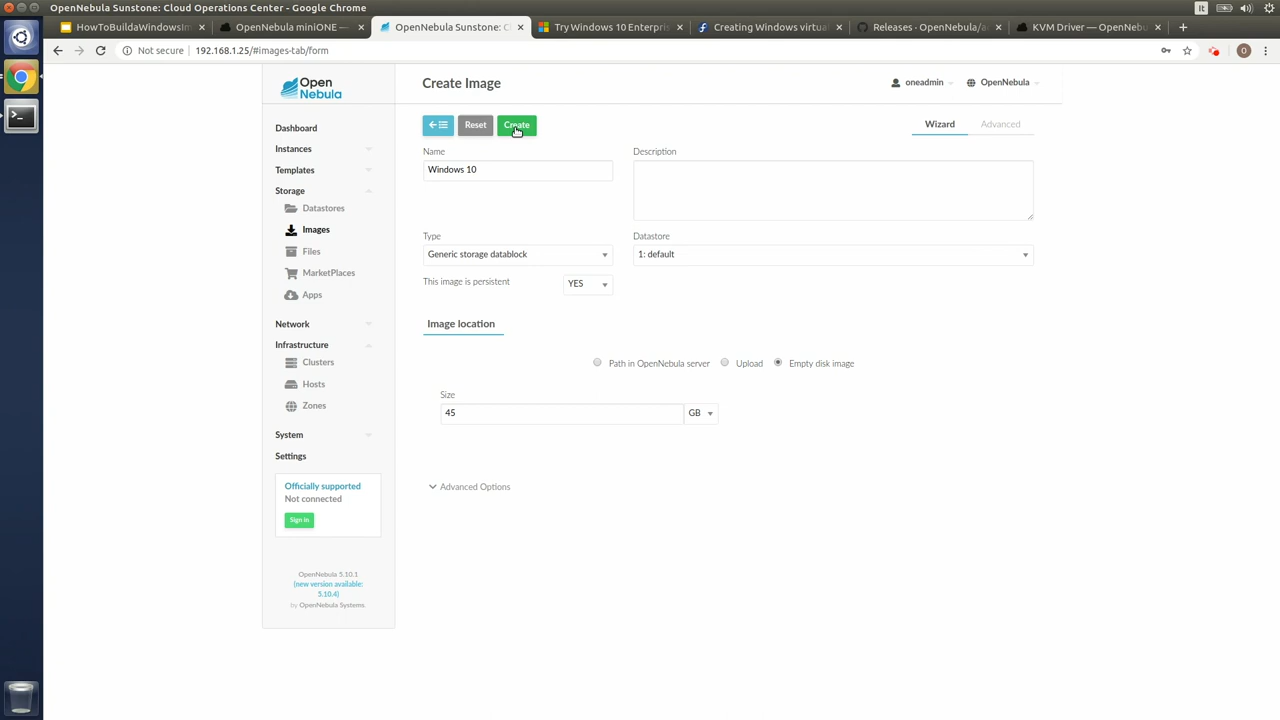 OpenNebula Sunstone: Cloud Operations Center - Google Chrome
It
HowToBuildaWindowsIm
OpenNebula miniONE —
OpenNebula Sunstone: C
Try Windows 10 Enterpris
Creating Windows virtua
Releases · OpenNebula/a
KVM Driver — OpenNebu
Not secure
192.168.1.25/#images-tab/form
O
Open
Nebula
Create Image
oneadmin
OpenNebula
Reset
Create
Wizard
Advanced
Dashboard
Instances
Templates
Storage
Datastores
Images
Files
MarketPlaces
Apps
Network
Infrastructure
Clusters
Hosts
Zones
System
Settings
Officially supported
Not connected
Sign in
OpenNebula 5.10.1
(new version available:
5.10.4)
by OpenNebula Systems.
Name
Windows 10
Description
Type
Generic storage datablock
Datastore
1: default
This image is persistent
YES
Image location
Path in OpenNebula server
Upload
Empty disk image
Size
45
GB
Advanced Options